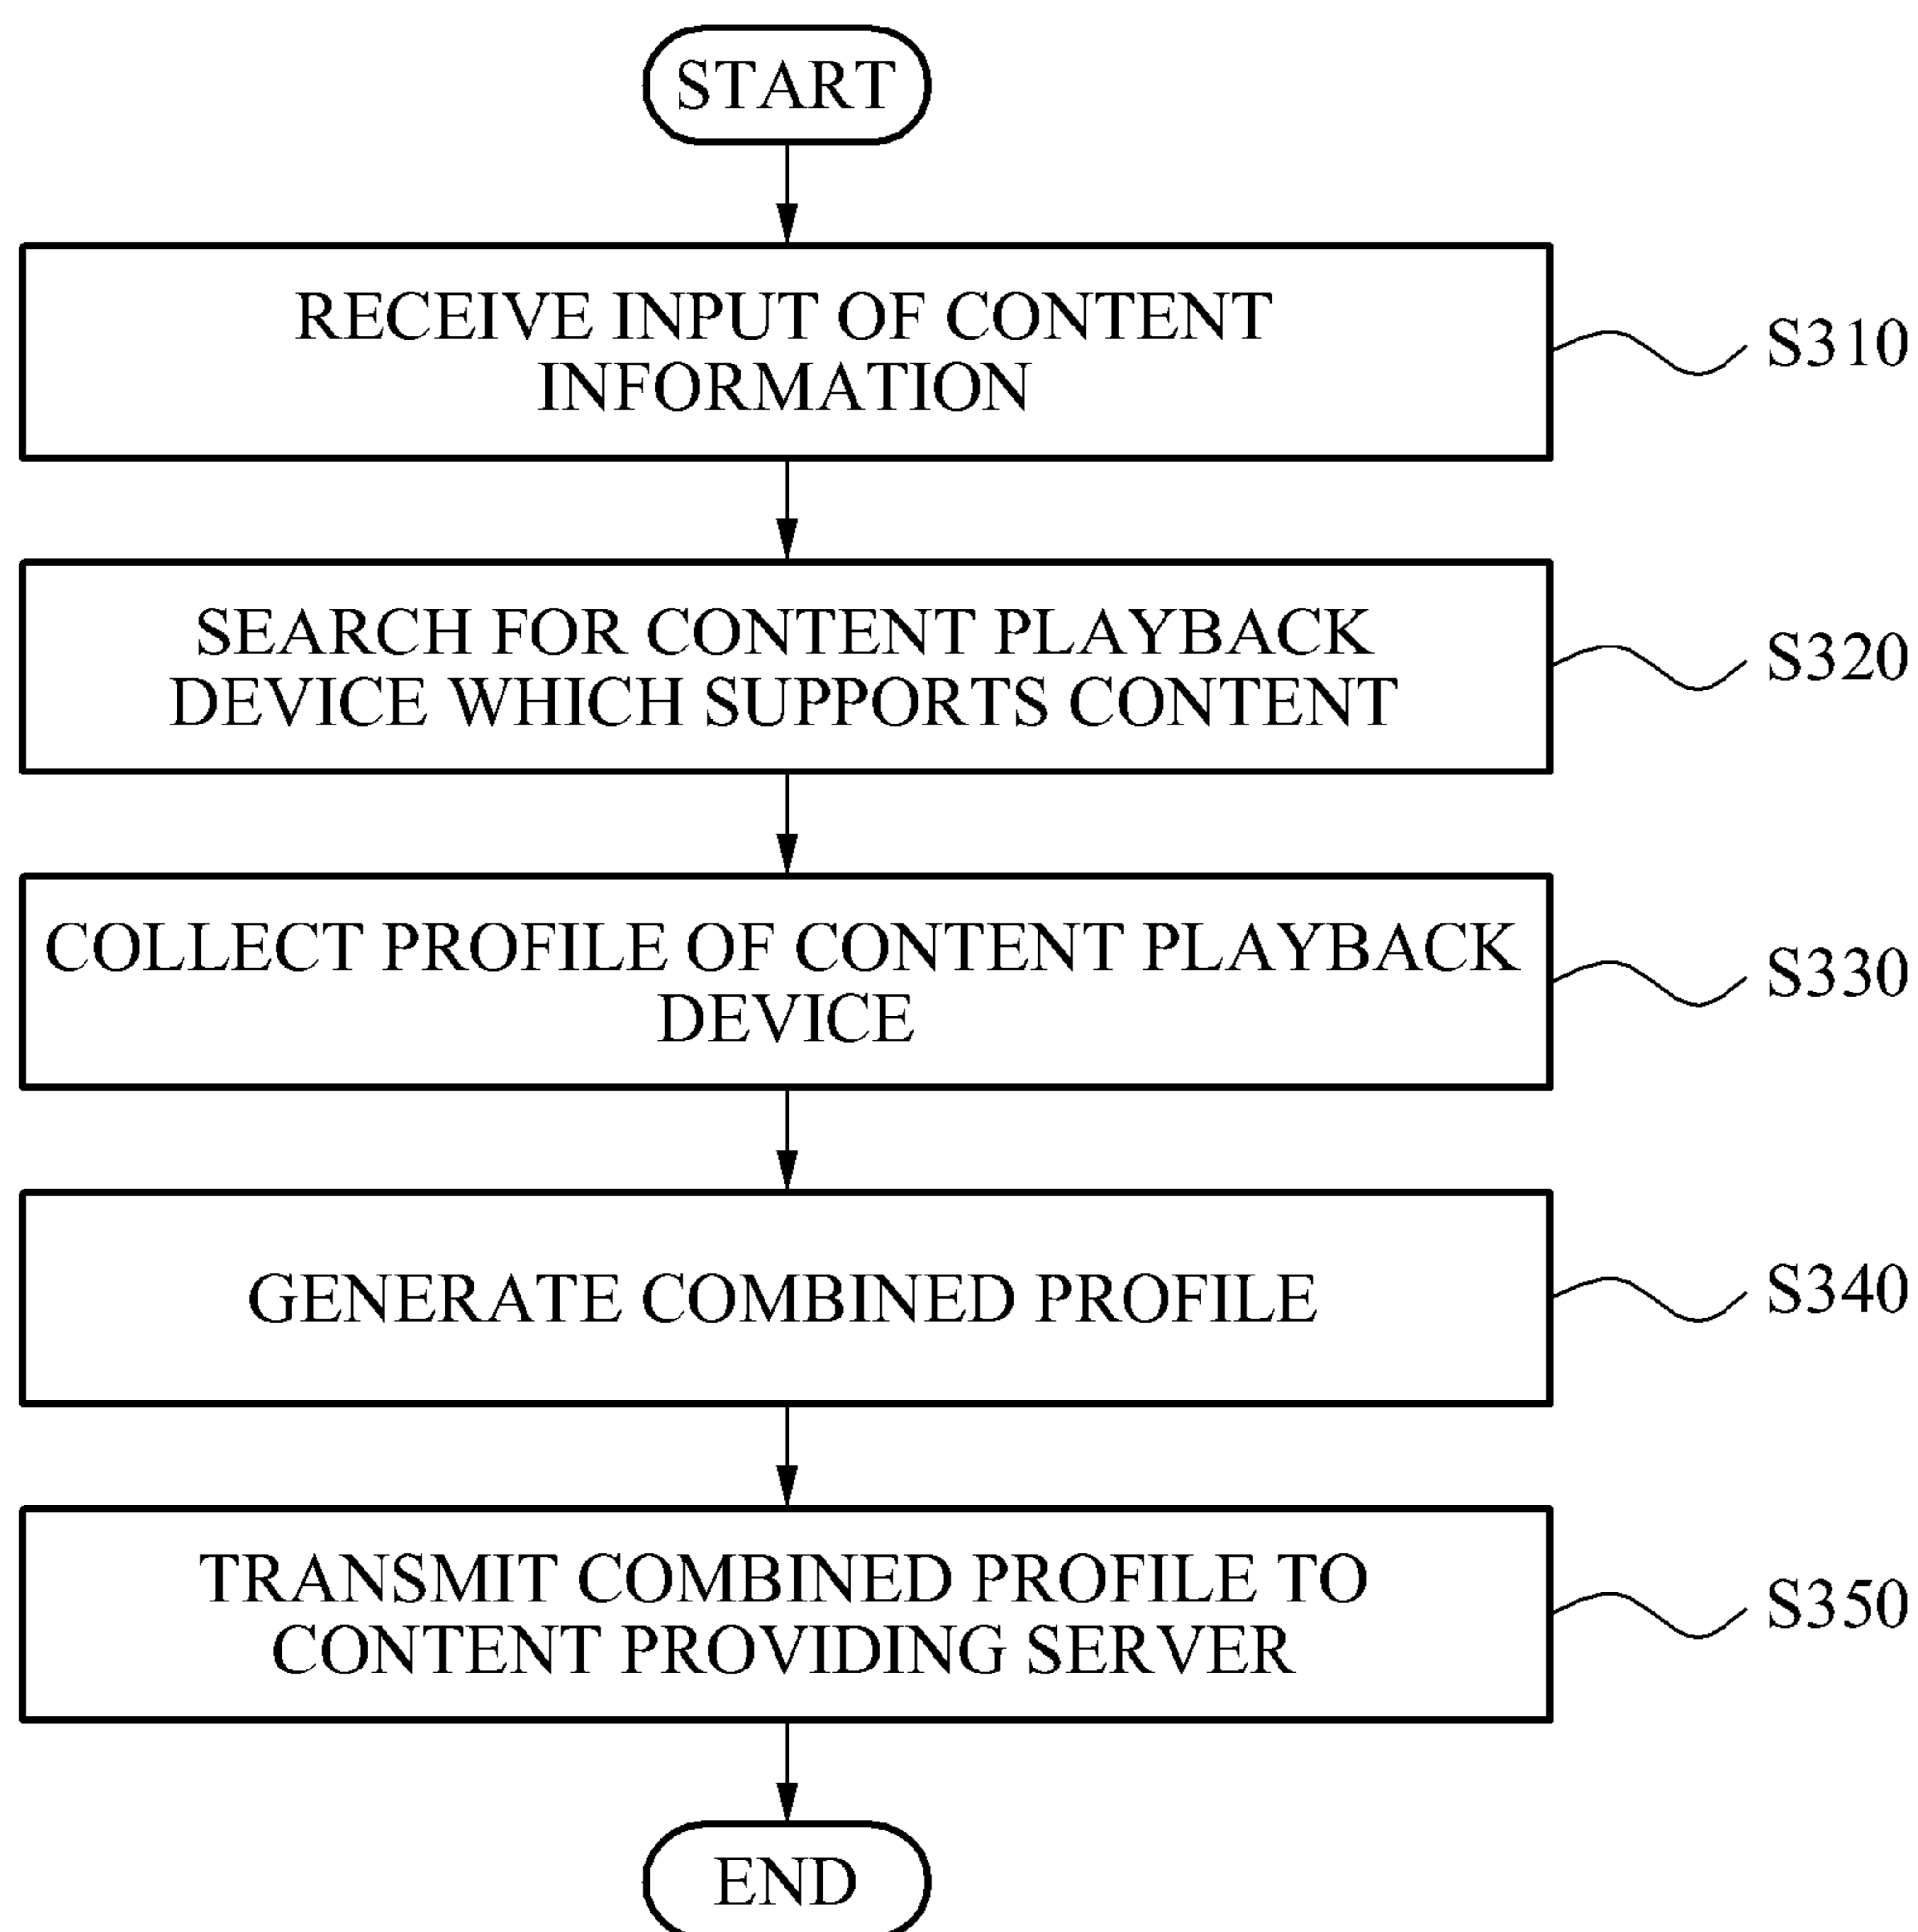 START
RECEIVE INPUT OF CONTENT
INFORMATION
S310
SEARCH FOR CONTENT PLAYBACK
DEVICE WHICH SUPPORTS CONTENT
S320
COLLECT PROFILE OF CONTENT PLAYBACK
DEVICE
S330
GENERATE COMBINED PROFILE
S340
TRANSMIT COMBINED PROFILE TO
CONTENT PROVIDING SERVER
S350
END